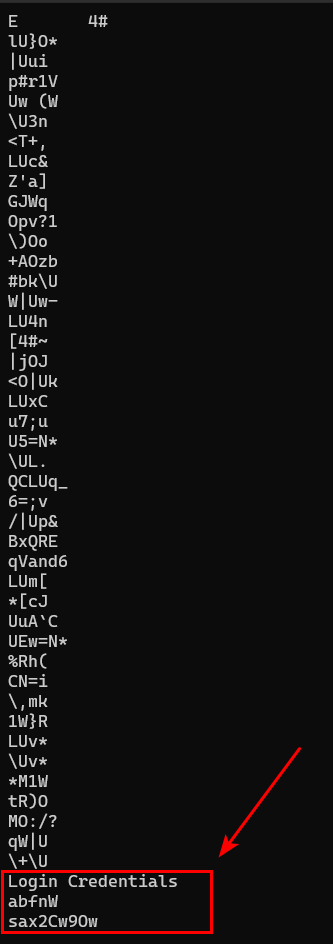 E       4#
lU}O*
|Uui
p#r1V
Uw (W
\U3n
<T+,
LUc&
Z'a]
GJWq
Opv?1
\)Oo
+AOzb
#bk\U
W|Uw-
LU4n
[4#~
|jOJ
<O|Uk
LUxC
u7;u
U5=N*
\UL.
QCLUq_
6=;v
/|Up&
BxQRE
qVand6
LUm[
*[cJ
UuA`C
UEw=N*
%Rh(
CN=i
\,mk
1W}R
LUv*
\Uv*
*M1W
tR)O
MO:/?
qW|U
\+\U
Login Credentials
abfnW
sax2Cw9Ow